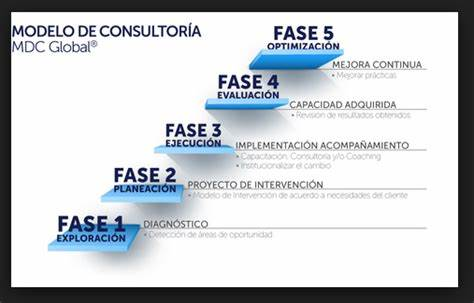 MODELO DE CONSULTORÍA
MDC Global®
FASE 5
OPTIMIZACIÓN
MEJORA CONTINUA
• Mejorar prácticas
FASE 4
EVALUACIÓN
CAPACIDAD ADQUIRIDA
• Revisión de resultados obtenidos
FASE 3
EJECUCIÓN
IMPLEMENTACIÓN ACOMPAÑAMIENTO
• Capacitación, Consultoría y/o Coaching
• Institucionalizar el cambio
FASE 2
PLANEACIÓN
PROYECTO DE INTERVENCIÓN
• Modelo de Intervención de acuerdo a necesidades del cliente
FASE 1
EXPLORACIÓN
DIAGNÓSTICO
• Detección de áreas de oportunidad